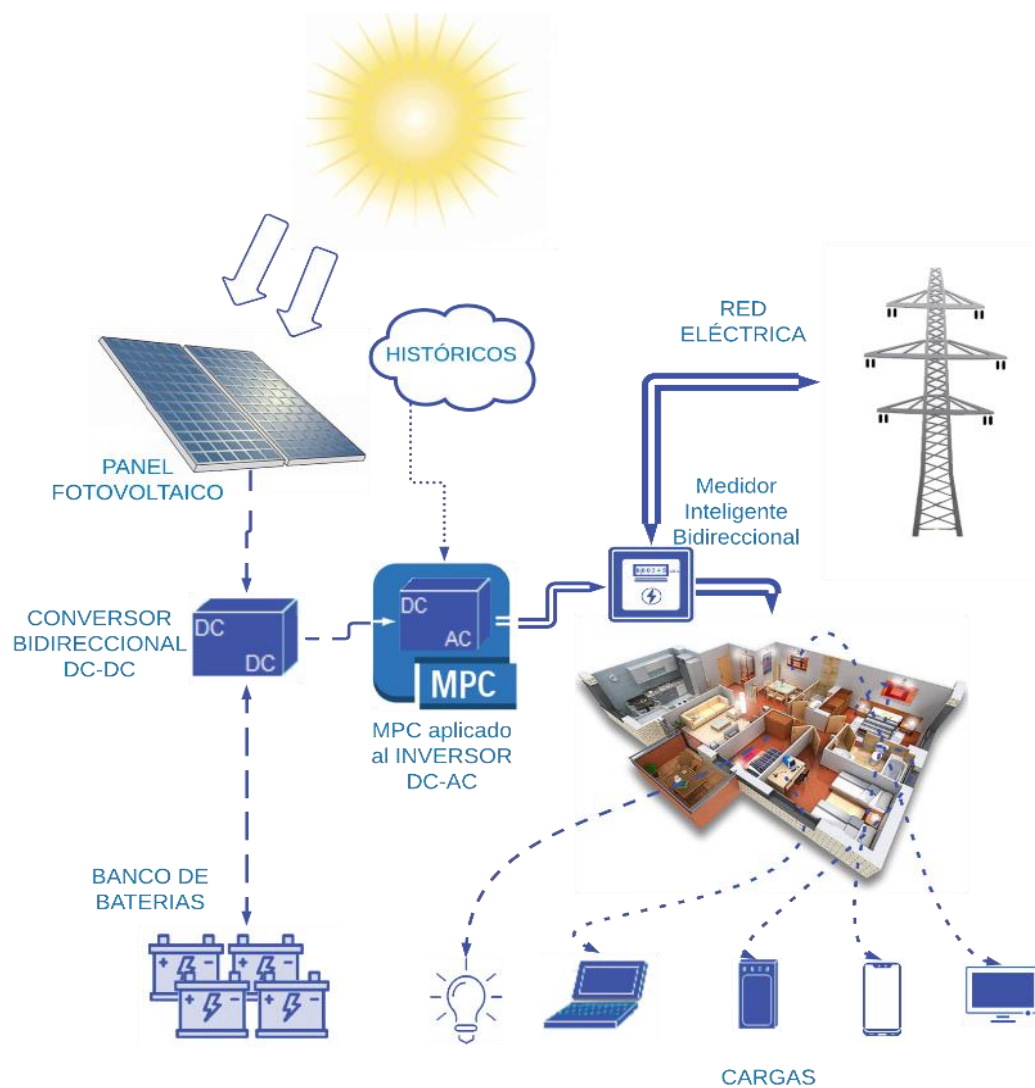 HISTÓRICOS
RED
ELÉCTRICA
PANEL
FOTOVOLTAICO
Medidor
Inteligente
Bidireccional
CONVERSOR
BIDIRECCIONAL
DC-DC
DC
DC
DC
AC
MPC
MPC aplicado
al INVERSOR
DC-AC
BANCO DE
BATERIAS
CARGAS